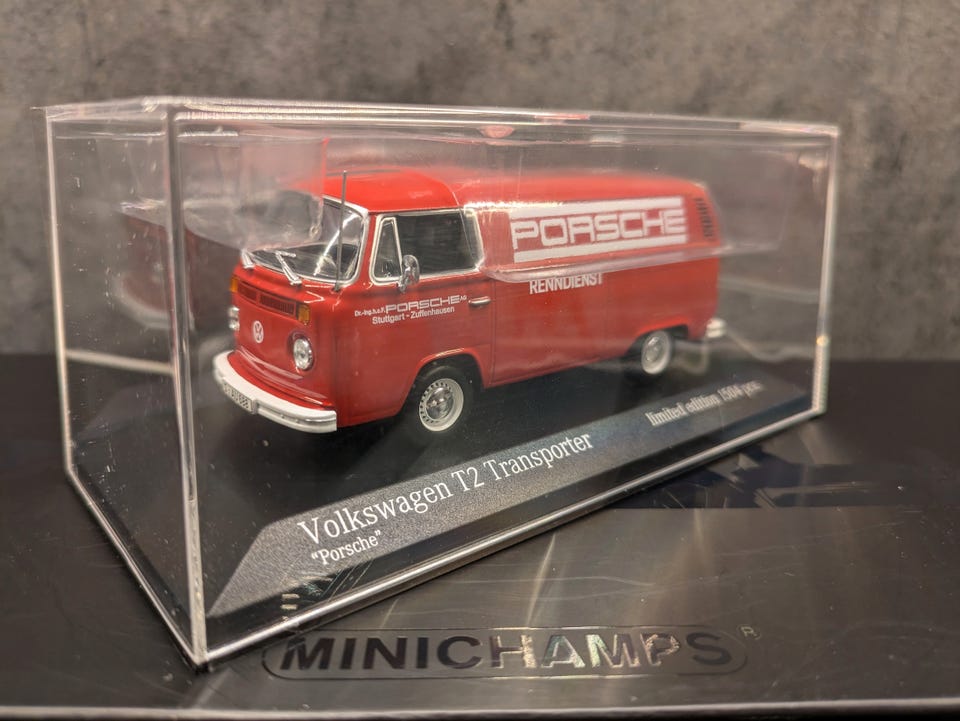 PORSCHE
RENNDIENST
Dr.-Ing.h.c.F. PORSCHE AG
Stuttgart - Zuffenhausen
limited edition 1504 pcs.
Volkswagen T2 Transporter
"Porsche"
MINICHAMPS®